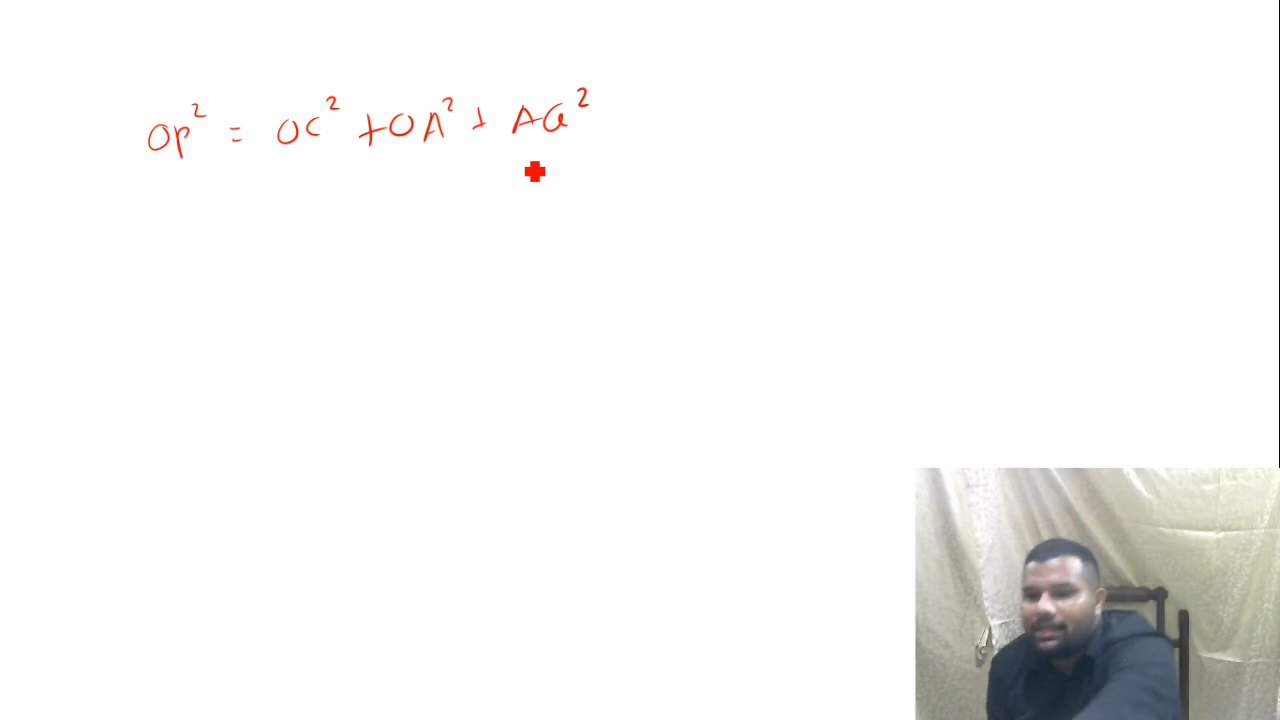 OP² = OC² + OA² + AG²